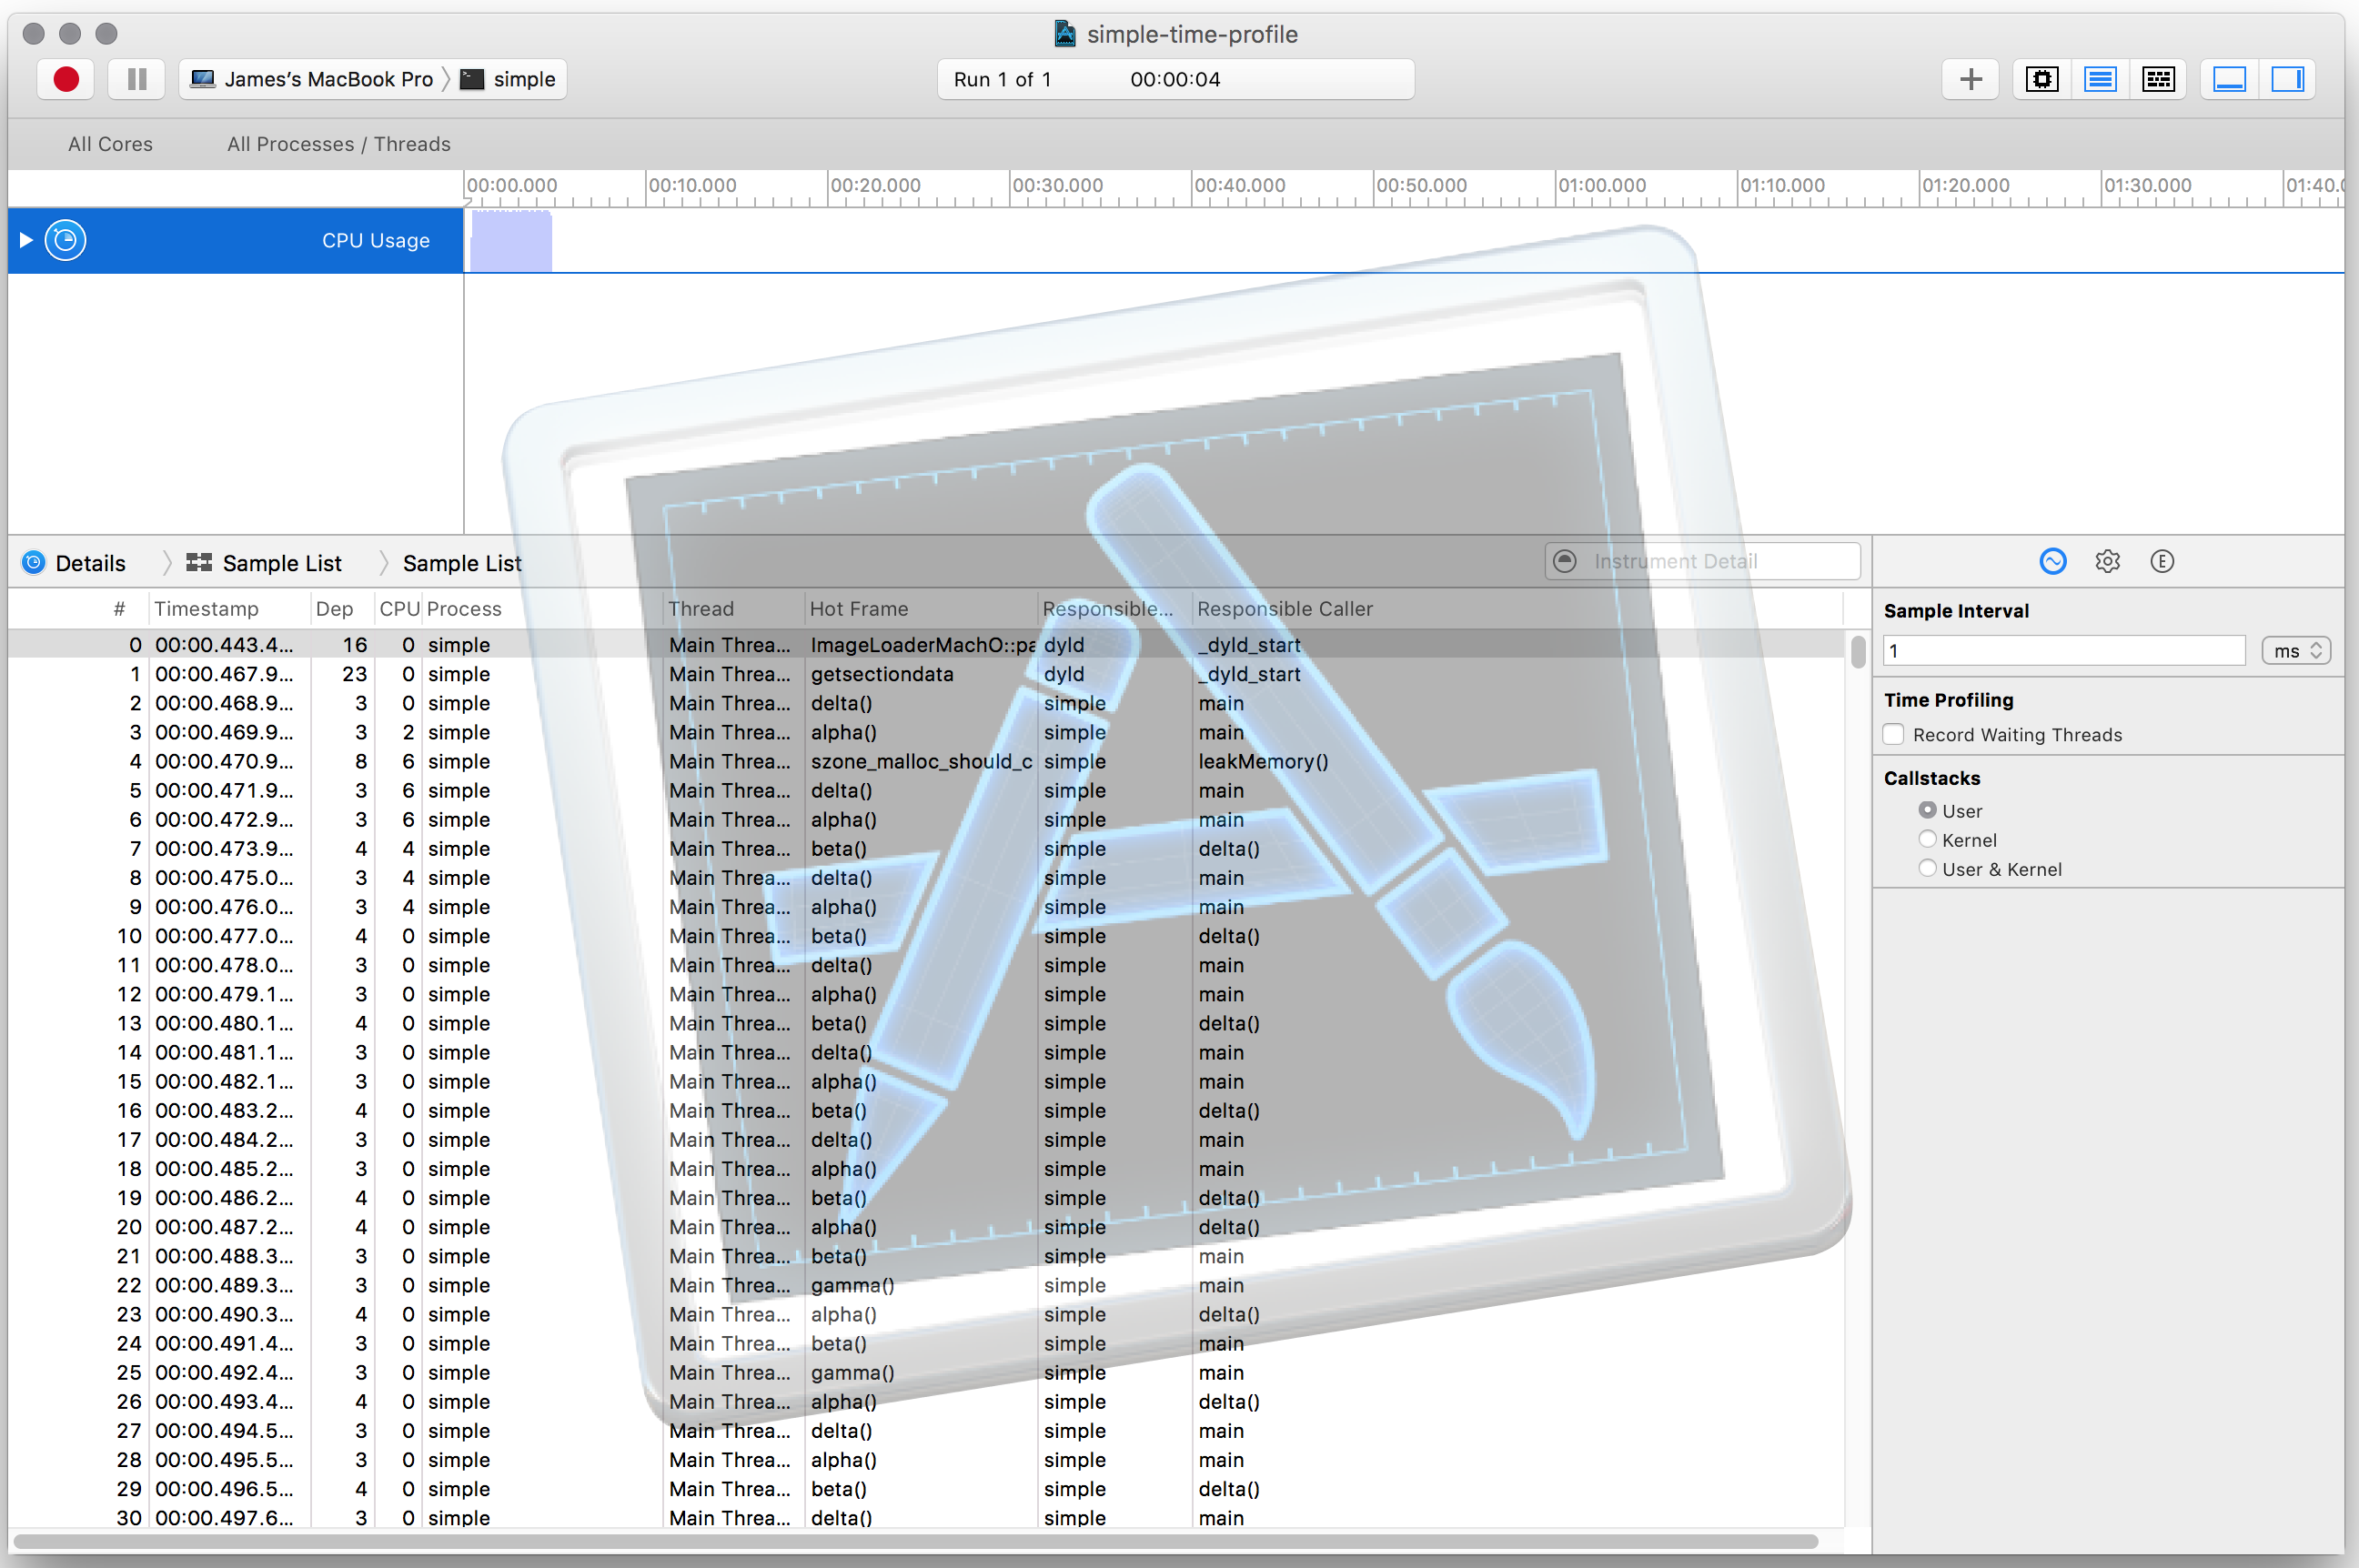 simple-time-profile
James's MacBook Pro simple Run 1 of 1 00:00:04
All Cores All Processes / Threads
00:00.000 00:10.000 00:20.000 00:30.000 00:40.000 00:50.000 01:00.000 01:10.000 01:20.000 01:30.000 01:40.0
CPU Usage
Details Sample List Sample List Instrument Detail
# Timestamp Dep CPU Process Thread Hot Frame Responsible... Responsible Caller
0 00:00.443.4... 16 0 simple Main Threa... ImageLoaderMachO::pa dyld _dyld_start
1 00:00.467.9... 23 0 simple Main Threa... getsectiondata dyld _dyld_start
2 00:00.468.9... 3 0 simple Main Threa... delta() simple main
3 00:00.469.9... 3 2 simple Main Threa... alpha() simple main
4 00:00.470.9... 8 6 simple Main Threa... szone_malloc_should_c simple leakMemory()
5 00:00.471.9... 3 6 simple Main Threa... delta() simple main
6 00:00.472.9... 3 6 simple Main Threa... alpha() simple main
7 00:00.473.9... 4 4 simple Main Threa... beta() simple delta()
8 00:00.475.0... 3 4 simple Main Threa... delta() simple main
9 00:00.476.0... 3 4 simple Main Threa... alpha() simple main
10 00:00.477.0... 4 0 simple Main Threa... beta() simple delta()
11 00:00.478.0... 3 0 simple Main Threa... delta() simple main
12 00:00.479.1... 3 0 simple Main Threa... alpha() simple main
13 00:00.480.1... 4 0 simple Main Threa... beta() simple delta()
14 00:00.481.1... 3 0 simple Main Threa... delta() simple main
15 00:00.482.1... 3 0 simple Main Threa... alpha() simple main
16 00:00.483.2... 4 0 simple Main Threa... beta() simple delta()
17 00:00.484.2... 3 0 simple Main Threa... delta() simple main
18 00:00.485.2... 3 0 simple Main Threa... alpha() simple main
19 00:00.486.2... 4 0 simple Main Threa... beta() simple delta()
20 00:00.487.2... 4 0 simple Main Threa... alpha() simple delta()
21 00:00.488.3... 3 0 simple Main Threa... beta() simple main
22 00:00.489.3... 3 0 simple Main Threa... gamma() simple main
23 00:00.490.3... 4 0 simple Main Threa... alpha() simple delta()
24 00:00.491.4... 3 0 simple Main Threa... beta() simple main
25 00:00.492.4... 3 0 simple Main Threa... gamma() simple main
26 00:00.493.4... 4 0 simple Main Threa... alpha() simple delta()
27 00:00.494.5... 3 0 simple Main Threa... delta() simple main
28 00:00.495.5... 3 0 simple Main Threa... alpha() simple main
29 00:00.496.5... 4 0 simple Main Threa... beta() simple delta()
30 00:00.497.6... 3 0 simple Main Threa... delta() simple main
E
Sample Interval
1 ms
Time Profiling
Record Waiting Threads
Callstacks
User
Kernel
User & Kernel